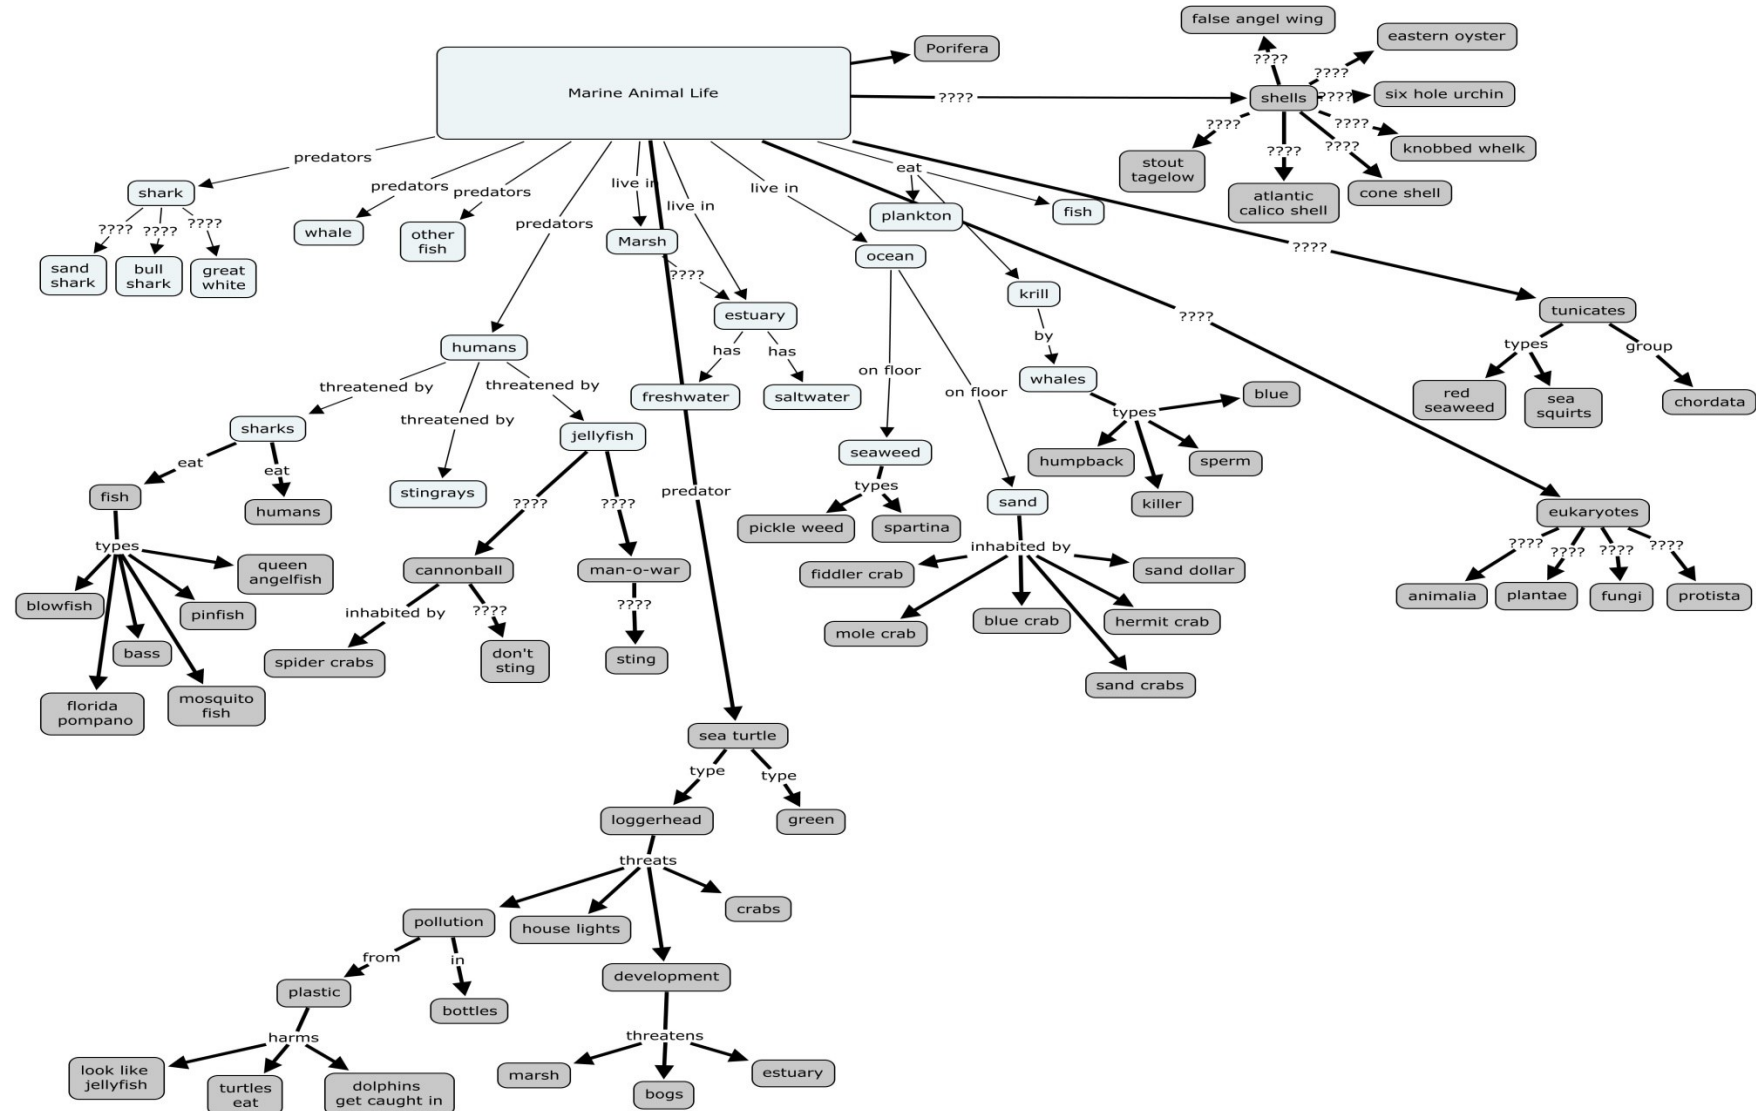 false angel wing
eastern oyster
Porifera
????
????
Marine Animal Life
????
shells
????
six hole urchin
????
????
????
????
knobbed whelk
stout
tagelow
atlantic
calico shell
cone shell
predators
shark
????
????
????
sand
shark
bull
shark
great
white
predators
whale
predators
other
fish
predators
live in
Marsh
????
live in
estuary
has
has
freshwater
saltwater
live in
ocean
on floor
on floor
eat
plankton
fish
krill
by
whales
types
blue
humpback
sperm
killer
????
tunicates
types
group
red
seaweed
sea
squirts
chordata
????
eukaryotes
????
????
????
????
animalia
plantae
fungi
protista
humans
threatened by
threatened by
threatened by
sharks
eat
eat
fish
humans
types
queen
angelfish
blowfish
pinfish
bass
florida
pompano
mosquito
fish
stingrays
jellyfish
????
????
cannonball
man-o-war
inhabited by
????
????
spider crabs
don't
sting
sting
seaweed
types
pickle weed
spartina
sand
inhabited by
fiddler crab
sand dollar
mole crab
blue crab
hermit crab
sand crabs
predator
sea turtle
type
type
loggerhead
green
threats
pollution
house lights
crabs
development
from
in
plastic
bottles
harms
look like
jellyfish
turtles
eat
dolphins
get caught in
threatens
marsh
bogs
estuary